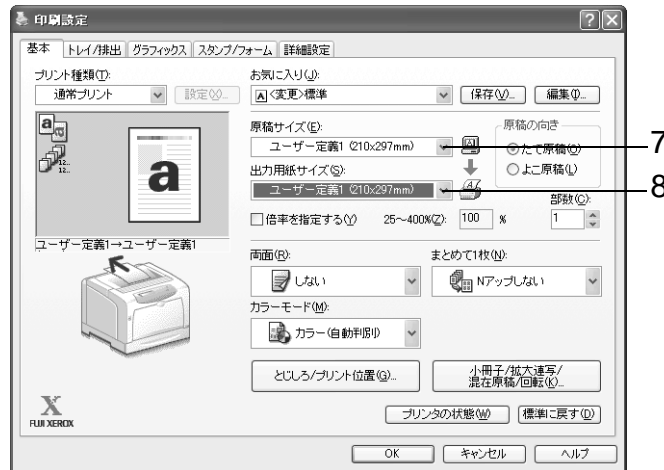 印刷設定
基本 トレイ/排出 グラフィックス スタンプ/フォーム 詳細設定
プリント種類(T):
お気に入り(J):
通常プリント 設定(X)...
A <変更>標準 保存(V)... 編集(I)...
原稿サイズ(E):
原稿の向き
ユーザー定義1 (210x297mm)
たて原稿(O)
7
出力用紙サイズ(S):
よこ原稿(L)
ユーザー定義1 (210x297mm)
8
部数(C):
倍率を指定する(Y) 25~400%(Z): 100 %
1
a
12..
12..
a
ユーザー定義1→ユーザー定義1
両面(R):
まとめて1枚(N):
しない
Nアップしない
カラーモード(M):
カラー(自動判別)
とじしろ/プリント位置(G)...
小冊子/拡大連写/
混在原稿/回転(K)...
X
FUJI XEROX
プリンタの状態(W) 標準に戻す(D)
OK キャンセル ヘルプ